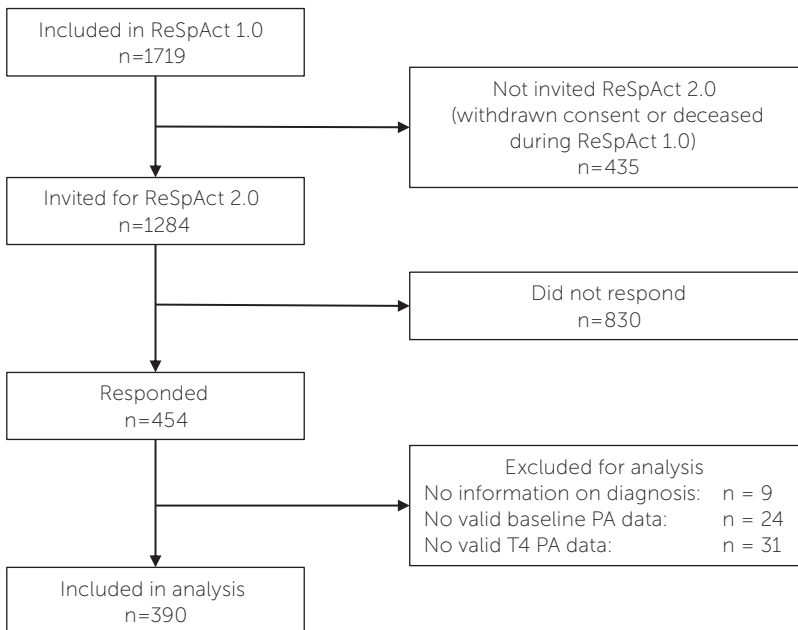 Included in ReSpAct 1.0
n=1719
Not invited ReSpAct 2.0
(withdrawn consent or deceased
during ReSpAct 1.0)
n=435
Invited for ReSpAct 2.0
n=1284
Did not respond
n=830
Responded
n=454
Excluded for analysis
No information on diagnosis: n = 9
No valid baseline PA data: n = 24
No valid T4 PA data: n = 31
Included in analysis
n=390